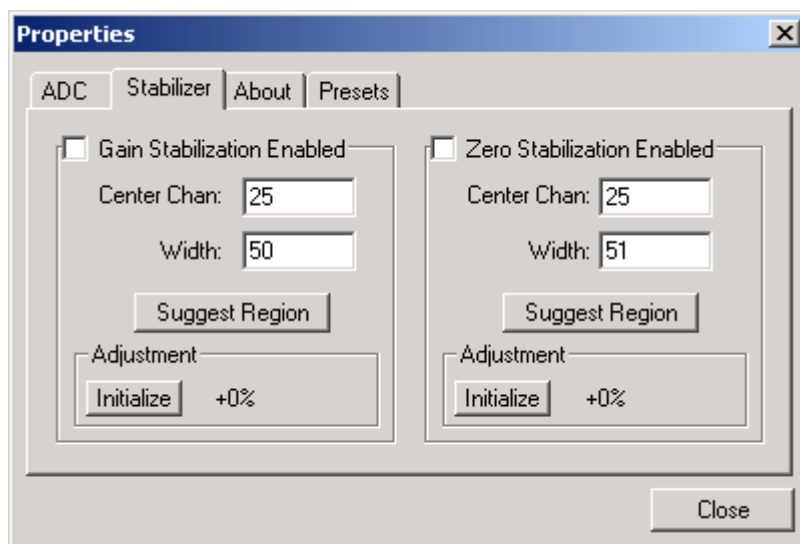 Properties
ADC Stabilizer About Presets
Gain Stabilization Enabled Zero Stabilization Enabled
Center Chan: 25 Center Chan: 25
Width: 50 Width: 51
Suggest Region Suggest Region
Adjustment Adjustment
Initialize +0% Initialize +0%
Close